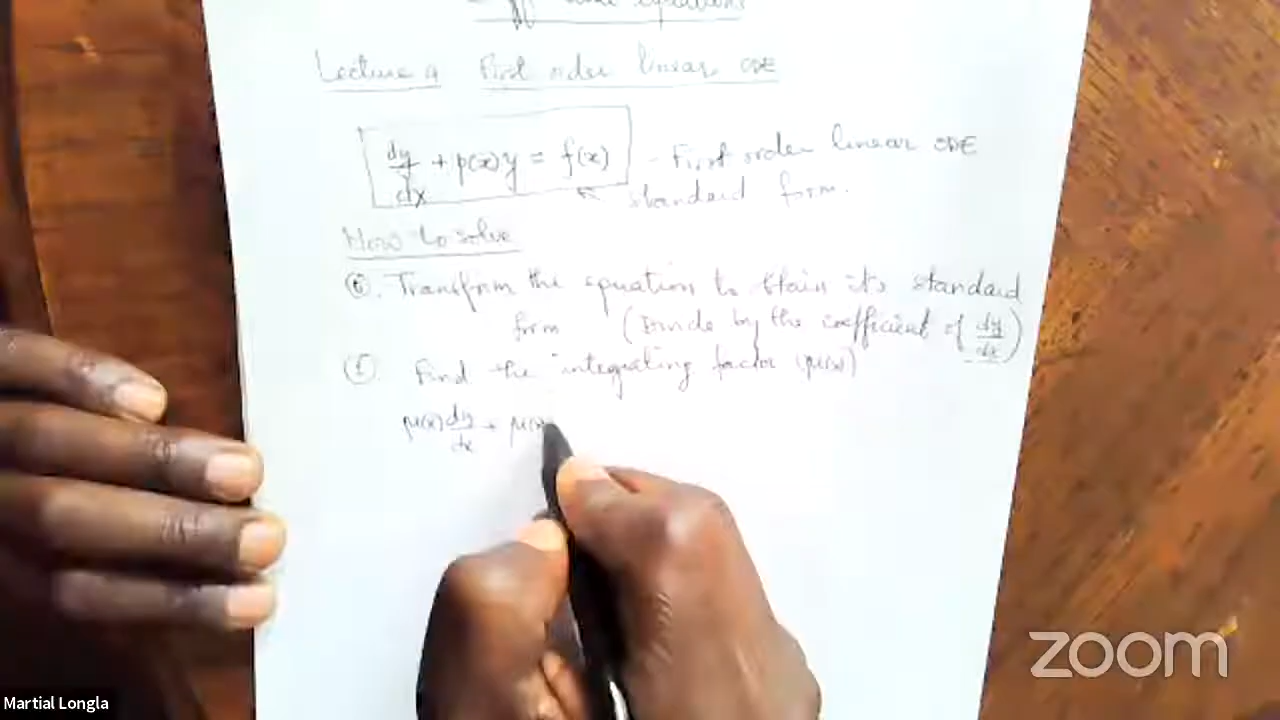 equations
Lecture 4 First order linear ODE
dy/dx + p(x)y = f(x) - First order linear ODE
standard form.
How to solve
⓪. Transform the equation to obtain its standard
form (Divide by the coefficient of dy/dx)
①. Find the integrating factor (μ(x))
μ(x) dy/dx + μ(x)
zoom
Martial Longla